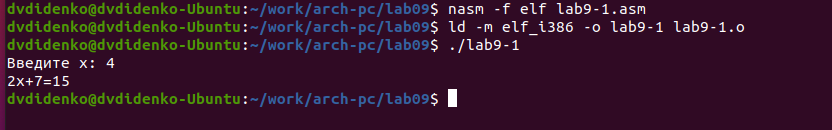 dvdidenko@dvdidenko-Ubuntu:~/work/arch-pc/lab09$ nasm -f elf lab9-1.asm
dvdidenko@dvdidenko-Ubuntu:~/work/arch-pc/lab09$ ld -m elf_i386 -o lab9-1 lab9-1.o
dvdidenko@dvdidenko-Ubuntu:~/work/arch-pc/lab09$ ./lab9-1
Введите x: 4
2x+7=15
dvdidenko@dvdidenko-Ubuntu:~/work/arch-pc/lab09$